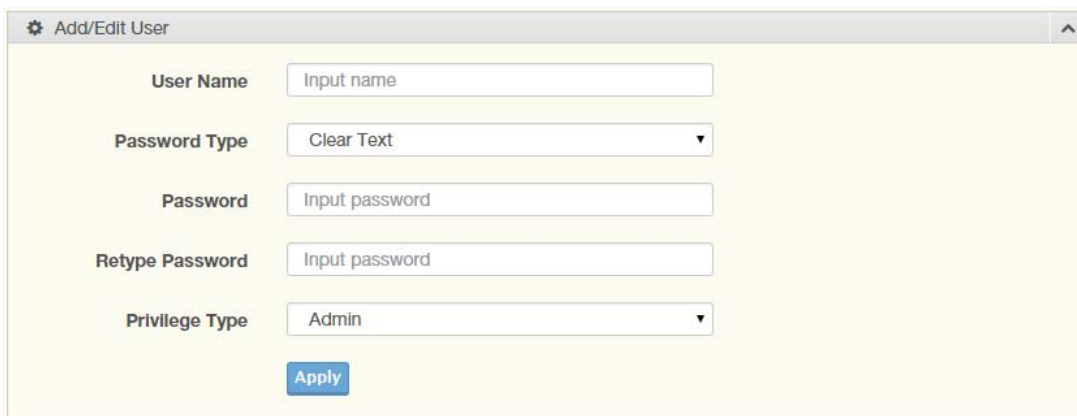 Add/Edit User
User Name Input name
Password Type Clear Text
Password Input password
Retype Password Input password
Privilege Type Admin
Apply